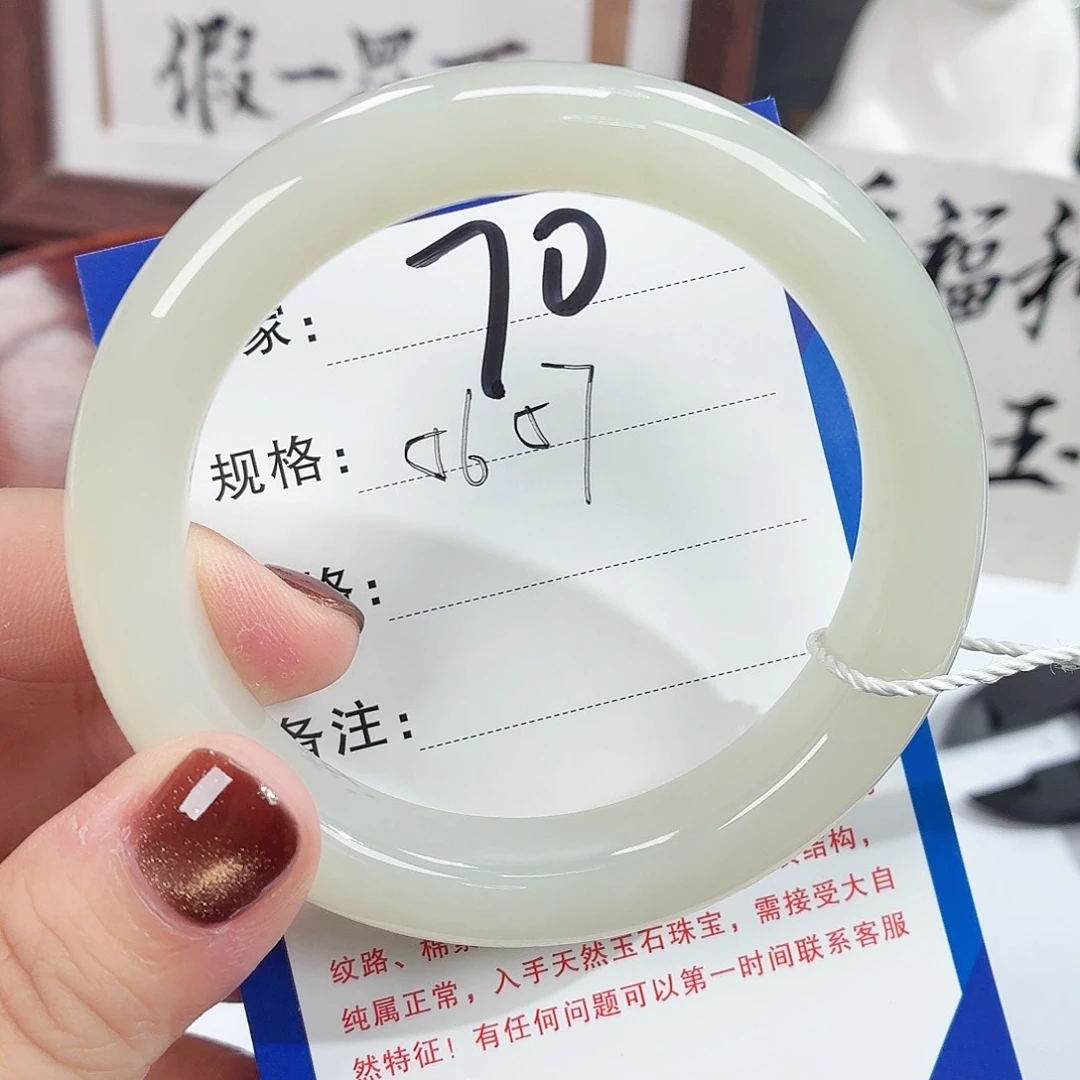 假一罚
福
玉
70
家：
规格：5657
格：
备注：
结构，
纹路、棉
纯属正常，入手天然玉石珠宝，需接受大自
然特征！有任何问题可以第一时间联系客服